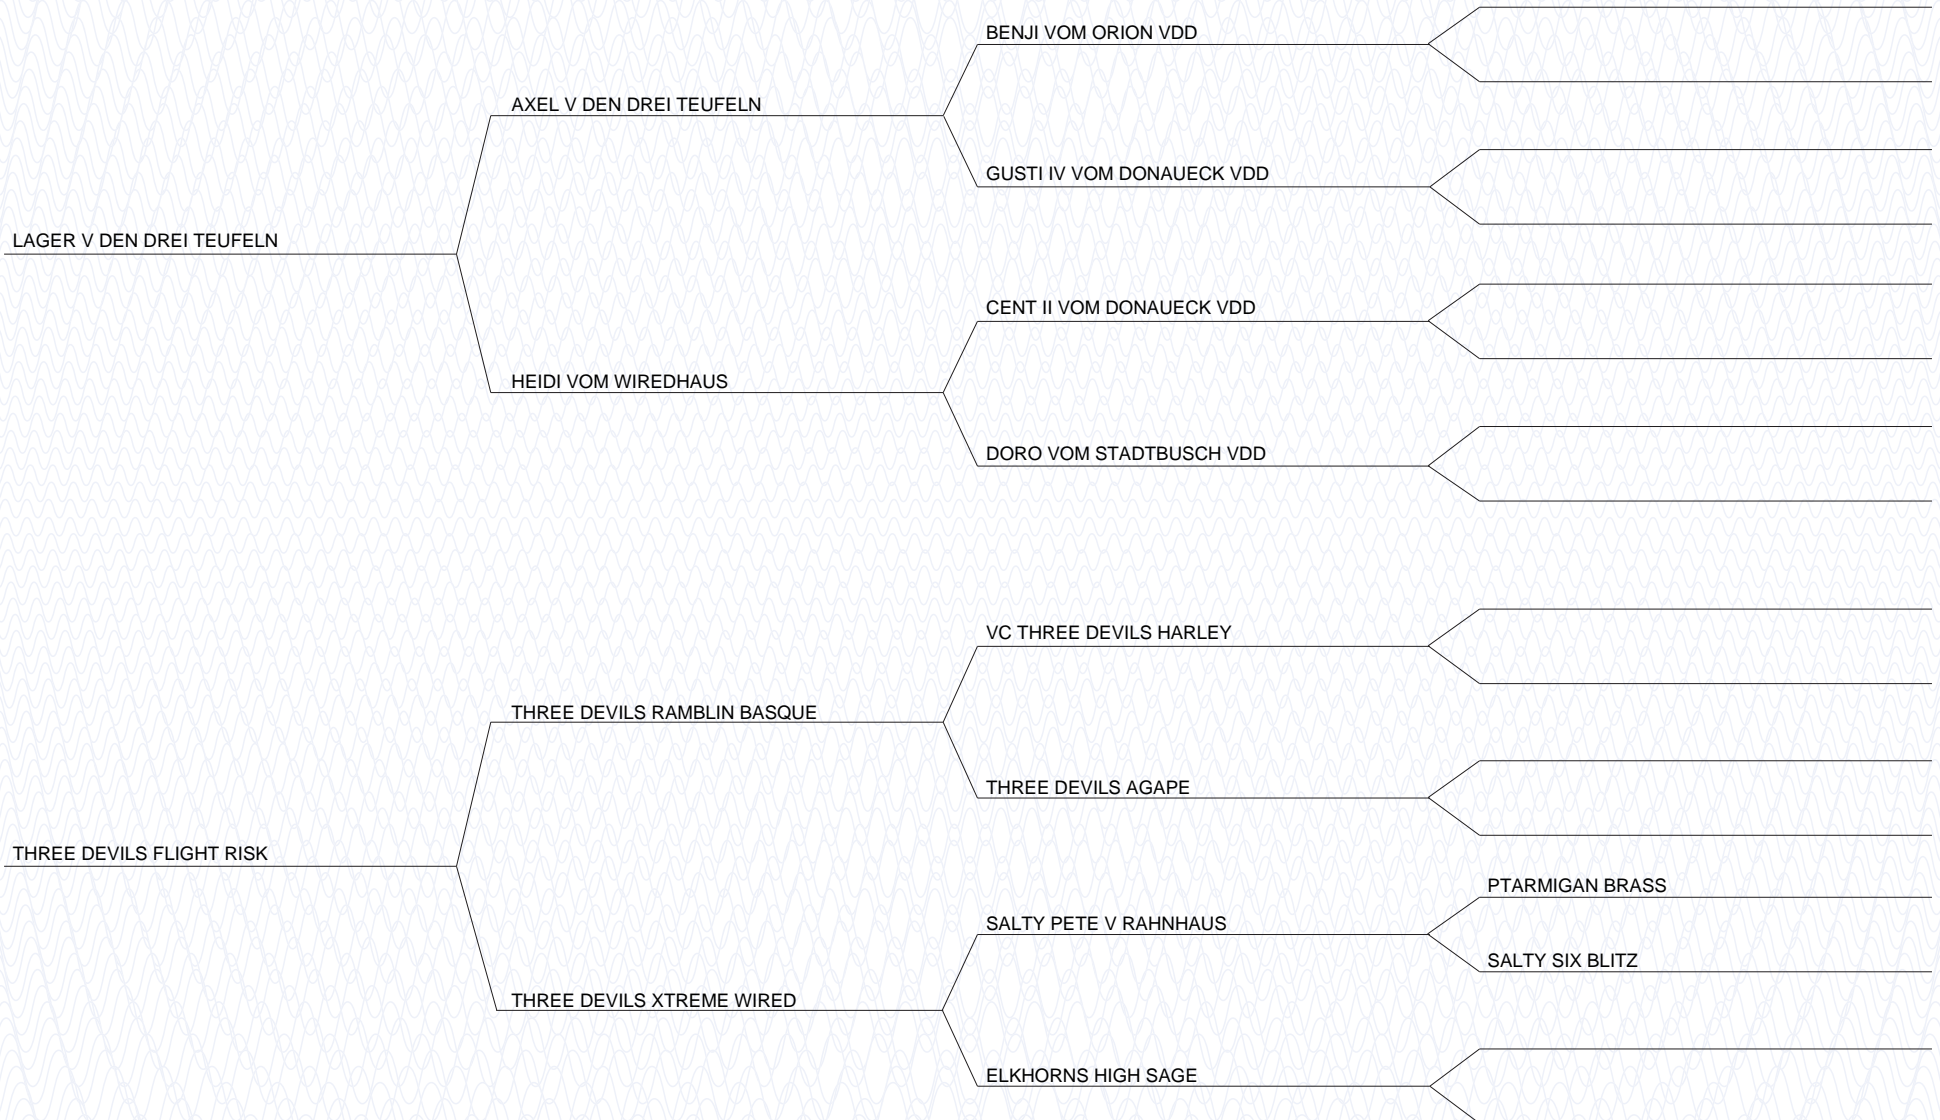 BENJI VOM ORION VDD
AXEL V DEN DREI TEUFELN
GUSTI IV VOM DONAUECK VDD
LAGER V DEN DREI TEUFELN
CENT II VOM DONAUECK VDD
HEIDI VOM WIREDHAUS
DORO VOM STADTBUSCH VDD
VC THREE DEVILS HARLEY
THREE DEVILS RAMBLIN BASQUE
THREE DEVILS AGAPE
THREE DEVILS FLIGHT RISK
PTARMIGAN BRASS
SALTY PETE V RAHNHAUS
SALTY SIX BLITZ
THREE DEVILS XTREME WIRED
ELKHORNS HIGH SAGE